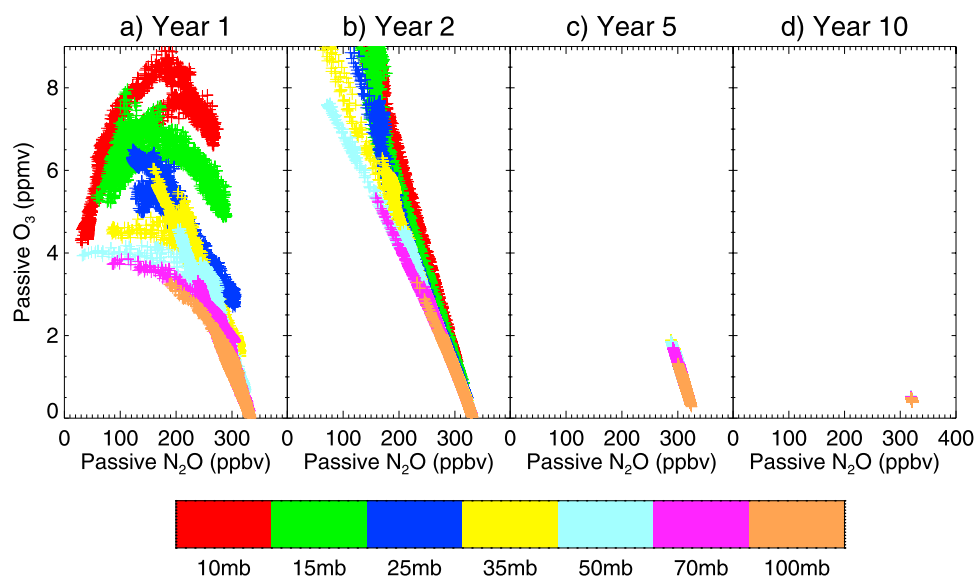 a) Year 1
b) Year 2
c) Year 5
d) Year 10
Passive O₃ (ppmv)
8
6
4
2
0
0 100 200 300
0 100 200 300
0 100 200 300
0 100 200 300 400
Passive N₂O (ppbv)
Passive N₂O (ppbv)
Passive N₂O (ppbv)
Passive N₂O (ppbv)
10mb 15mb 25mb 35mb 50mb 70mb 100mb